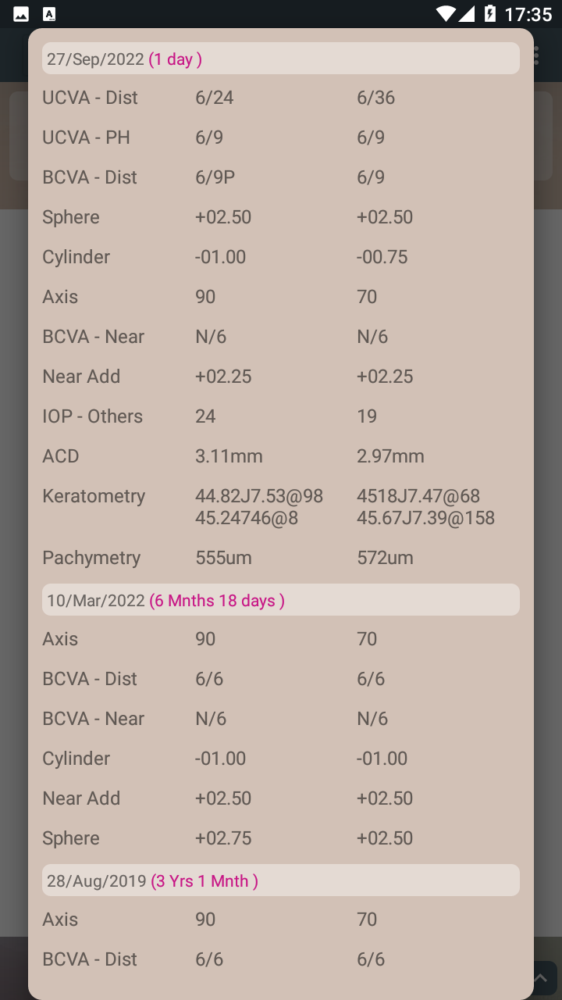 17:35
27/Sep/2022 (1 day )
UCVA - Dist 6/24 6/36
UCVA - PH 6/9 6/9
BCVA - Dist 6/9P 6/9
Sphere +02.50 +02.50
Cylinder -01.00 -00.75
Axis 90 70
BCVA - Near N/6 N/6
Near Add +02.25 +02.25
IOP - Others 24 19
ACD 3.11mm 2.97mm
Keratometry 44.82J7.53@98 4518J7.47@68
45.24746@8 45.67J7.39@158
Pachymetry 555um 572um
10/Mar/2022 (6 Mnths 18 days )
Axis 90 70
BCVA - Dist 6/6 6/6
BCVA - Near N/6 N/6
Cylinder -01.00 -01.00
Near Add +02.50 +02.50
Sphere +02.75 +02.50
28/Aug/2019 (3 Yrs 1 Mnth )
Axis 90 70
BCVA - Dist 6/6 6/6